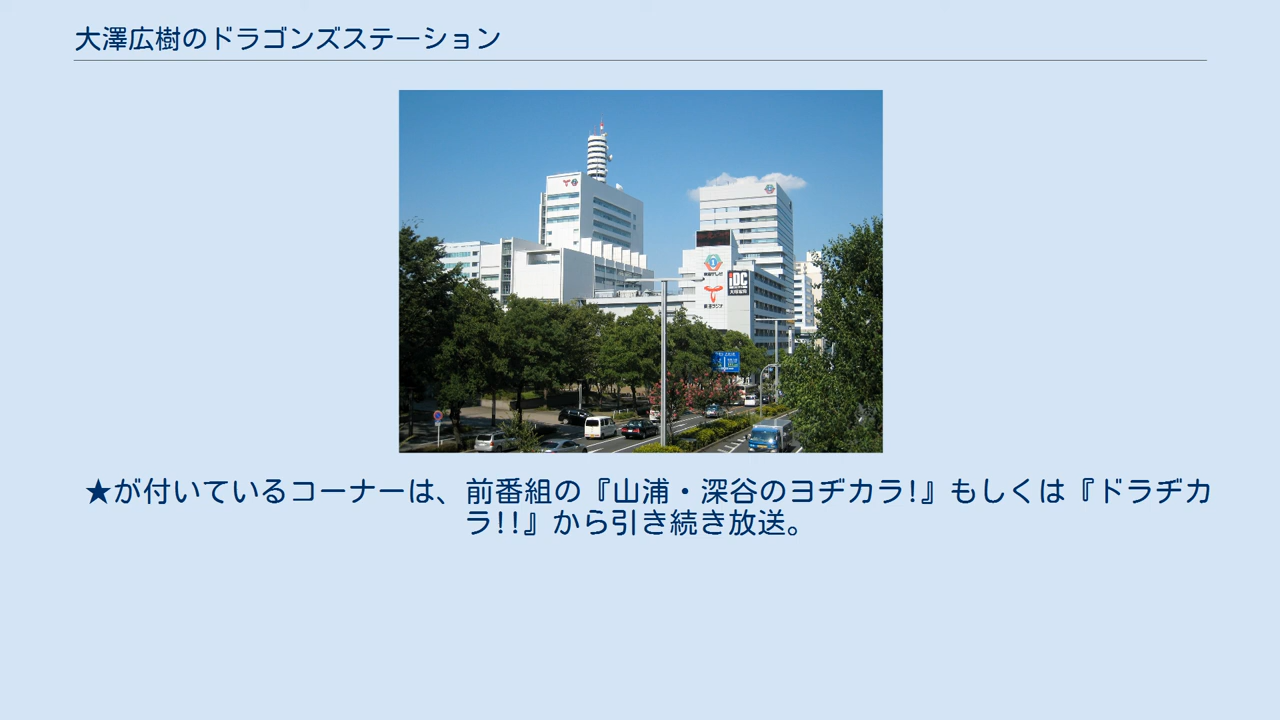 大澤広樹のドラゴンズステーション
iDC
★が付いているコーナーは、前番組の『山浦・深谷のヨヂカラ!』もしくは『ドラヂカ
ラ!!』から引き続き放送。